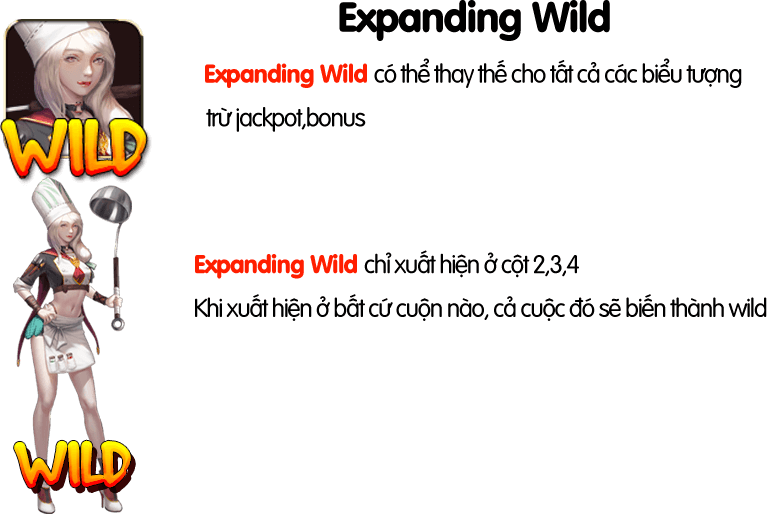 Expanding Wild
WILD
Expanding Wild có thể thay thế cho tất cả các biểu tượng
trừ jackpot,bonus
Expanding Wild chỉ xuất hiện ở cột 2,3,4
Khi xuất hiện ở bất cứ cuộn nào, cả cuộc đó sẽ biến thành wild
WILD